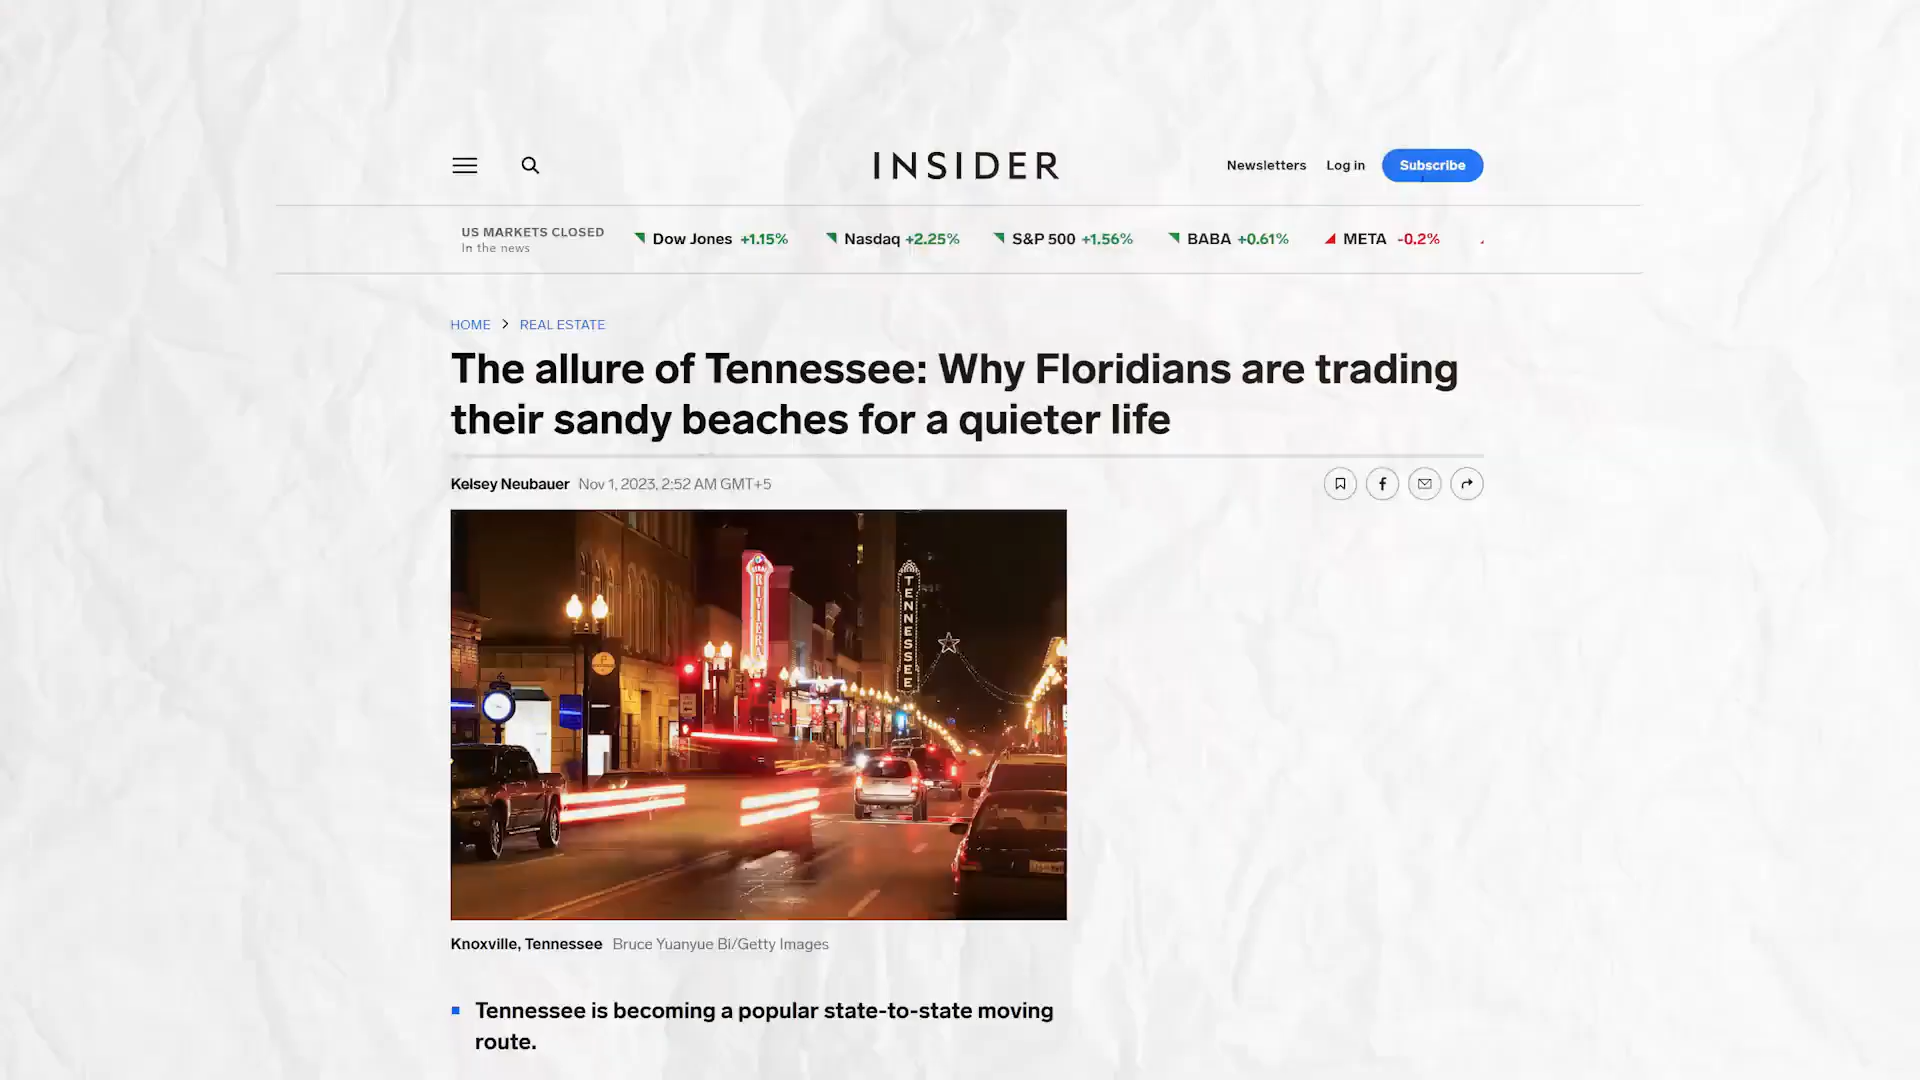 INSIDER
Newsletters Log in Subscribe
US MARKETS CLOSED
In the news
Dow Jones +1.15% Nasdaq +2.25% S&P 500 +1.56% BABA +0.61% META -0.2%
HOME > REAL ESTATE
The allure of Tennessee: Why Floridians are trading
their sandy beaches for a quieter life
Kelsey Neubauer Nov 1, 2023, 2:52 AM GMT+5
RIVIERA
TENNESSEE
Knoxville, Tennessee Bruce Yuanyue Bi/Getty Images
Tennessee is becoming a popular state-to-state moving
route.